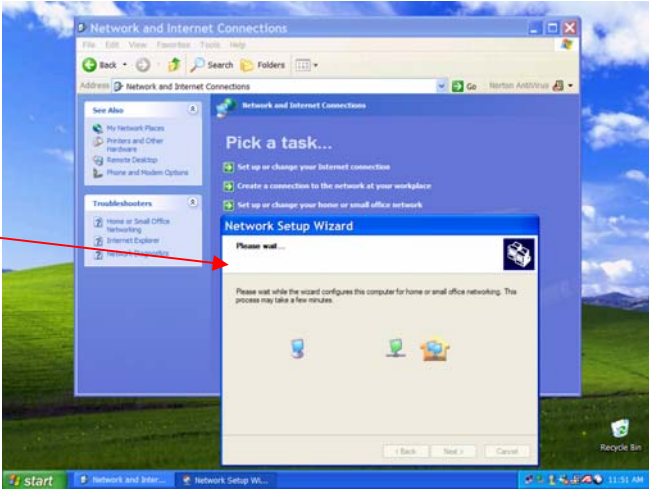 Network and Internet Connections
File Edit View Favorites Tools Help
Back Search Folders
Address Network and Internet Connections Go Norton AntiVirus
See Also
My Network Places
Printers and Other
Hardware
Remote Desktop
Phone and Modem Options
Troubleshooters
Home or Small Office
Networking
Internet Explorer
Network Diagnostics
Network and Internet Connections
Pick a task...
Set up or change your Internet connection
Create a connection to the network at your workplace
Set up or change your home or small office network
Network Setup Wizard
Please wait...
Please wait while the wizard configures this computer for home or small office networking. This
process may take a few minutes.
< Back Next > Cancel
Recycle Bin
start Network and Inter... Network Setup Wi... 11:51 AM